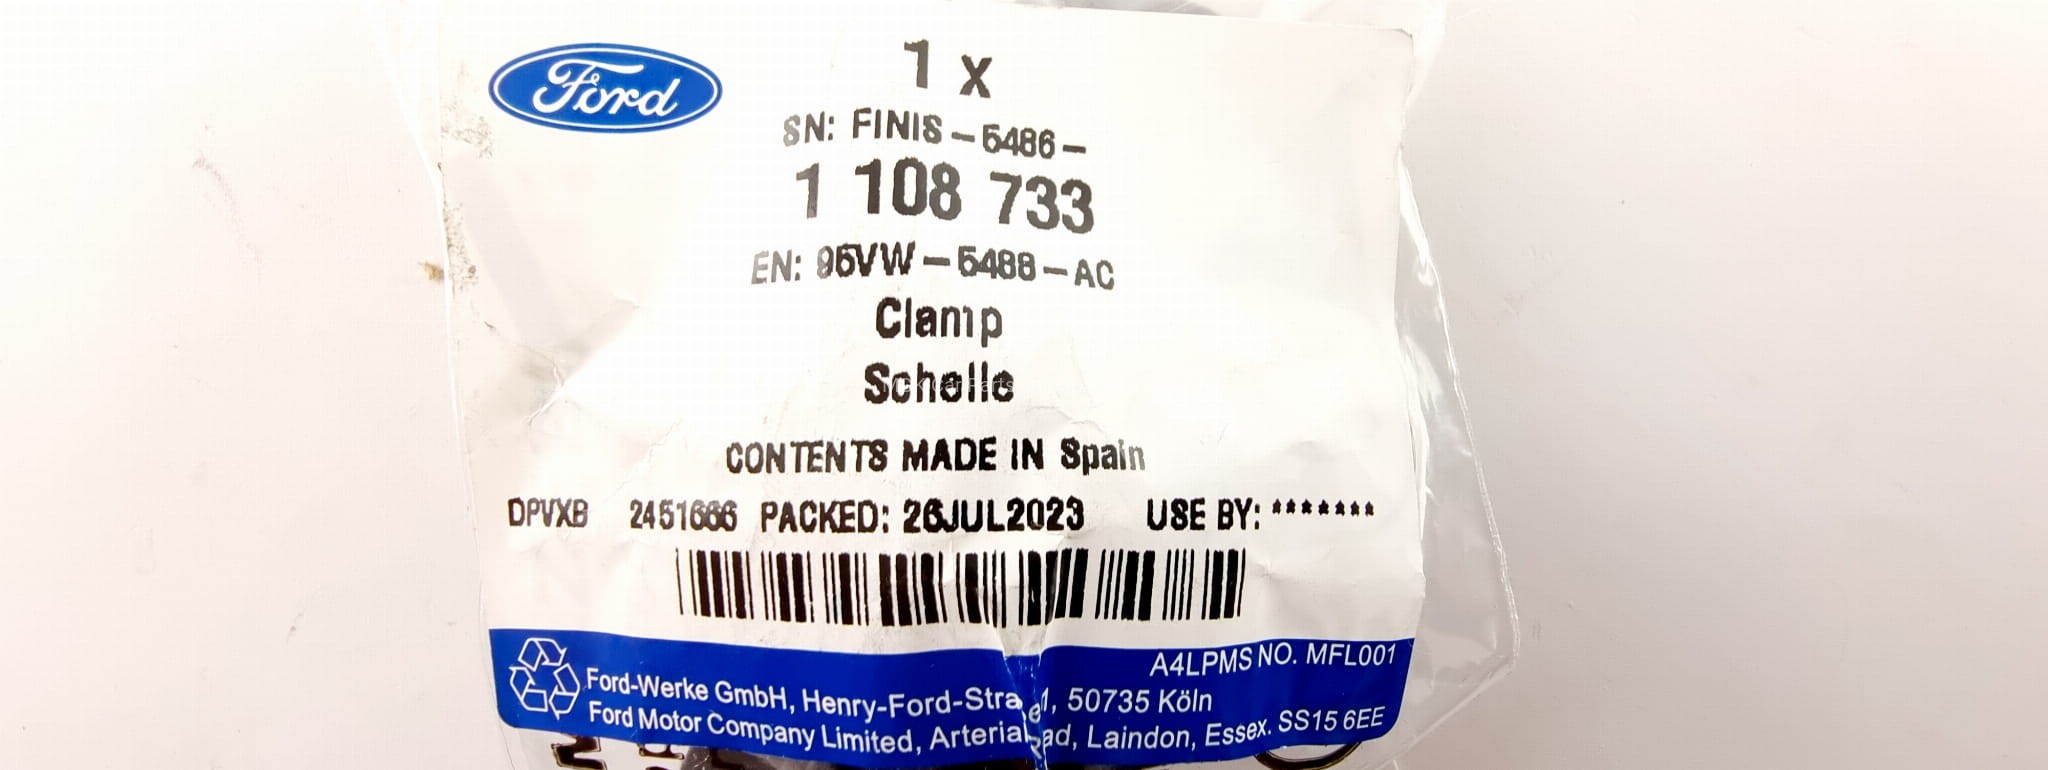 Ford
1 X
SN: FINIS-5486-
1 108 733
EN: 95VW-5488-AC
Clamp
Schelle
CONTENTS MADE IN Spain
DPVXB 2451666 PACKED: 26JUL2023 USE BY: *******
A4LPMS NO. MFL001
Ford-Werke GmbH, Henry-Ford-Stra e 1, 50735 Köln
Ford Motor Company Limited, Arterial R ad, Laindon, Essex. SS15 6EE